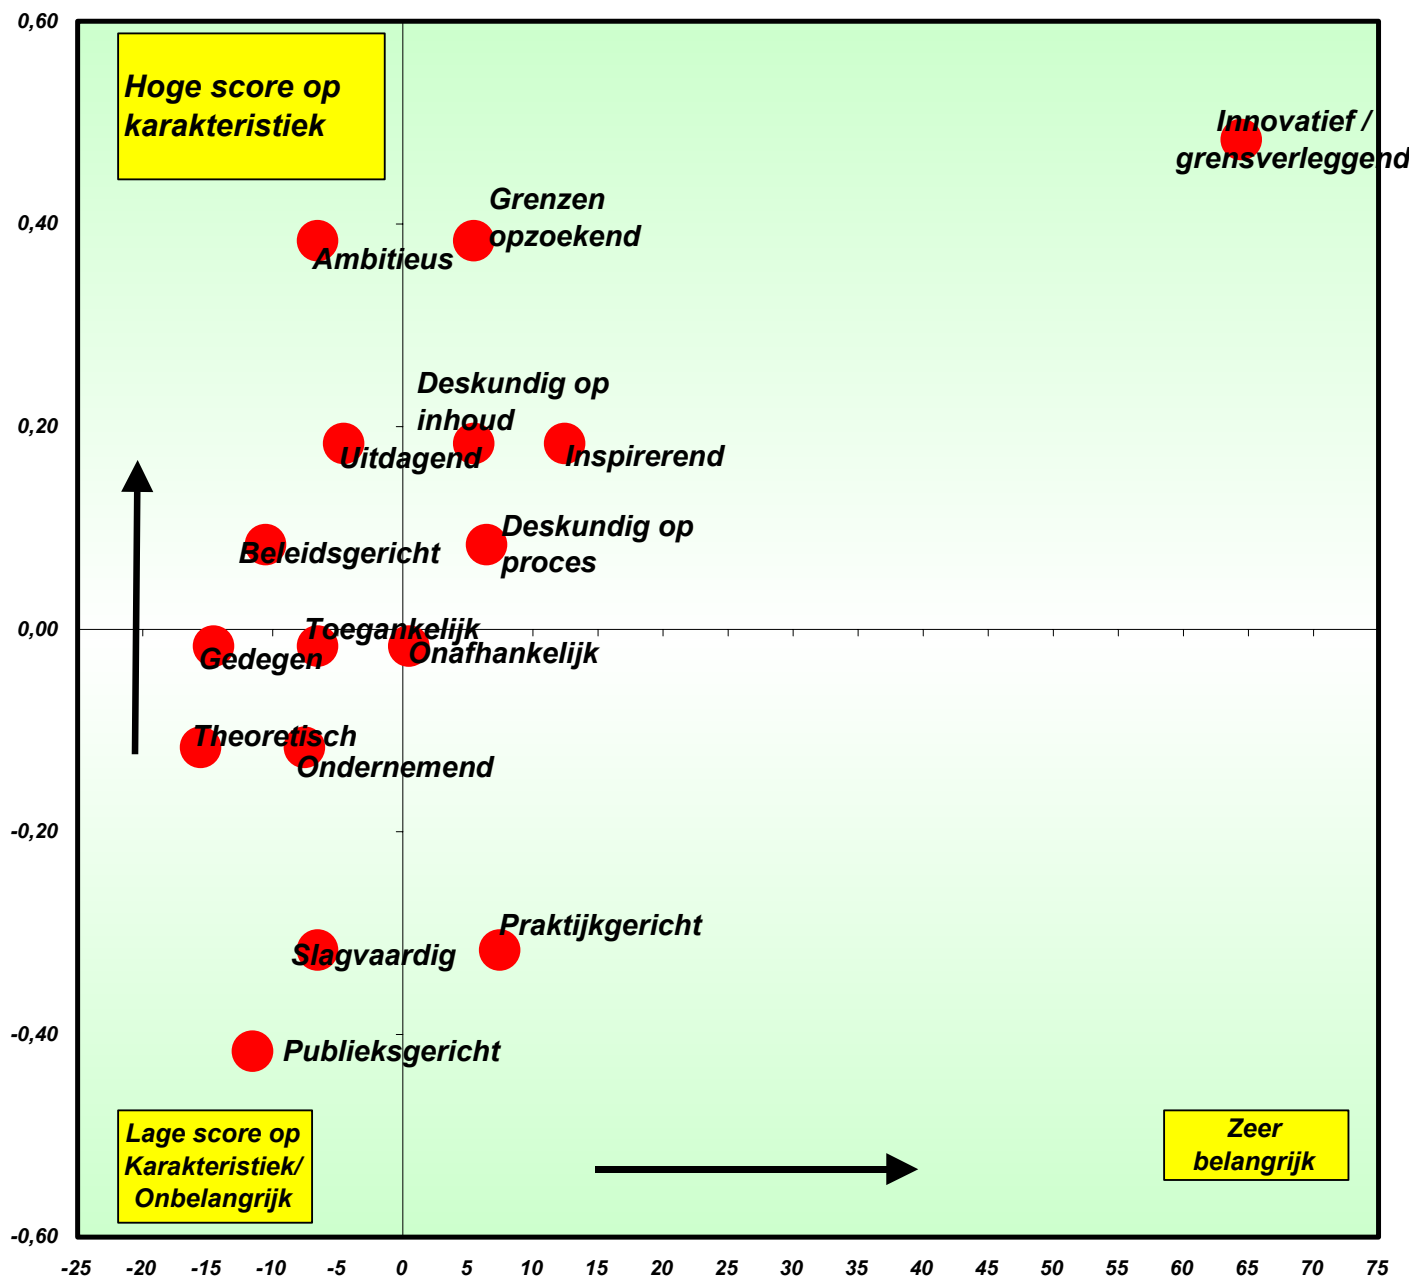 0,60
Hoge score op
karakteristiek
Innovatief /
grensverleggend
0,40
Grenzen
opzoekend
Ambitieus
Deskundig op
inhoud
0,20
Uitdagend
Inspirerend
Deskundig op
proces
Beleidsgericht
0,00
Toegankelijk
Gedegen
Onafhankelijk
Theoretisch
Ondernemend
-0,20
Praktijkgericht
Slagvaardig
-0,40
Publieksgericht
Lage score op
Karakteristiek/
Onbelangrijk
Zeer
belangrijk
-0,60
-25 -20 -15 -10 -5 0 5 10 15 20 25 30 35 40 45 50 55 60 65 70 75